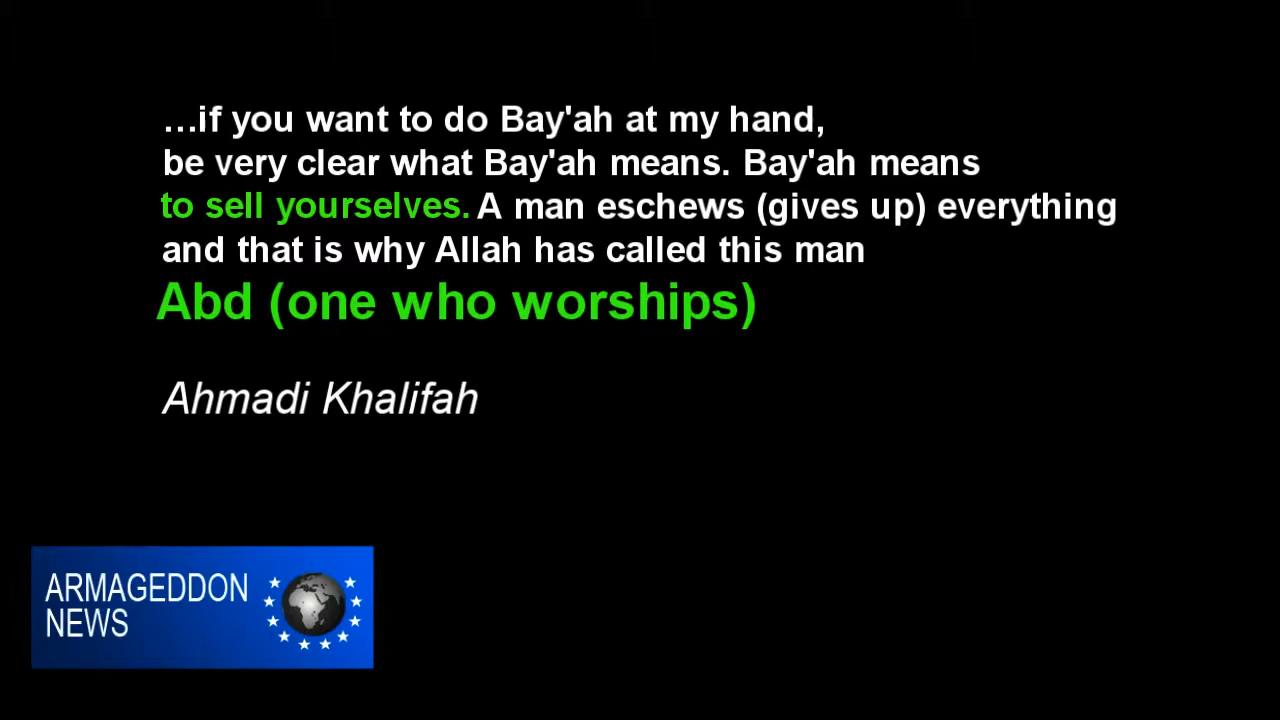 …if you want to do Bay'ah at my hand,
be very clear what Bay'ah means. Bay'ah means
to sell yourselves. A man eschews (gives up) everything
and that is why Allah has called this man
Abd (one who worships)
Ahmadi Khalifah
ARMAGEDDON
NEWS